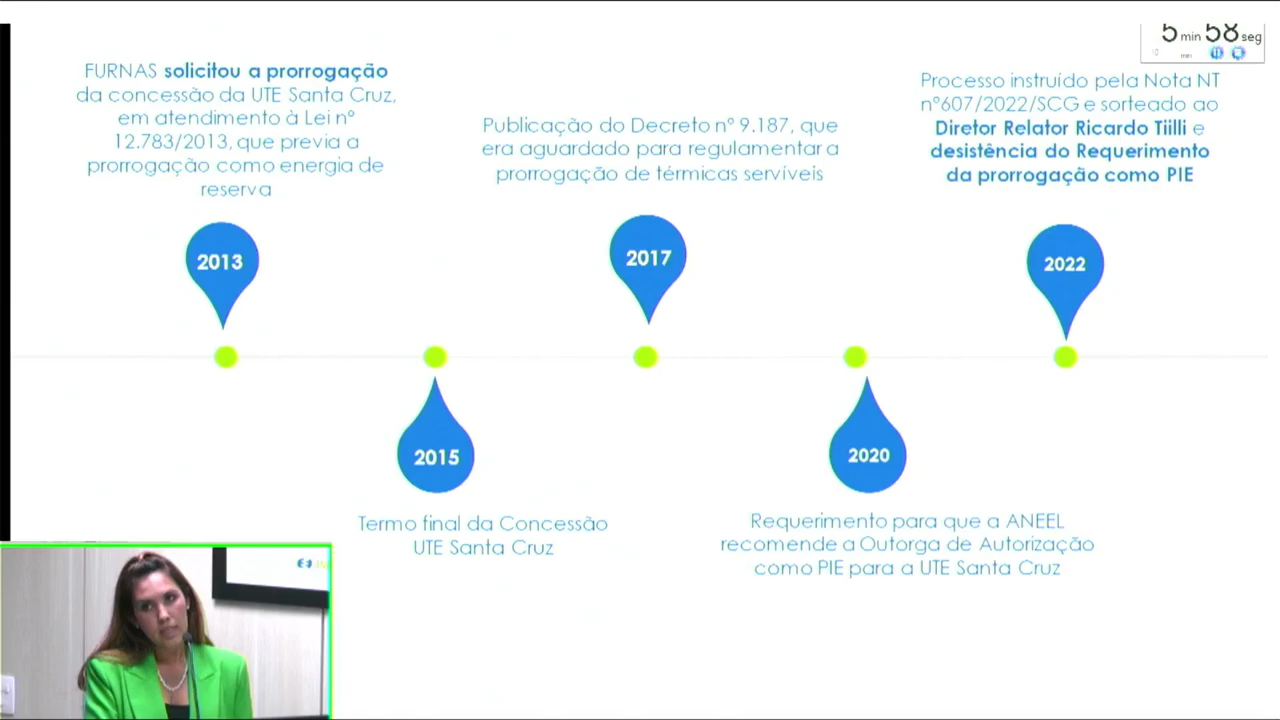 5 min 58 seg
10 min
FURNAS solicitou a prorrogação
da concessão da UTE Santa Cruz,
em atendimento à Lei nº
12.783/2013, que previa a
prorrogação como energia de
reserva
Publicação do Decreto nº 9.187, que
era aguardado para regulamentar a
prorrogação de térmicas servíveis
Processo instruído pela Nota NT
nº607/2022/SCG e sorteado ao
Diretor Relator Ricardo Tiilli e
desistência do Requerimento
da prorrogação como PIE
2013
2017
2022
2015
2020
Termo final da Concessão
UTE Santa Cruz
Requerimento para que a ANEEL
recomende a Outorga de Autorização
como PIE para a UTE Santa Cruz